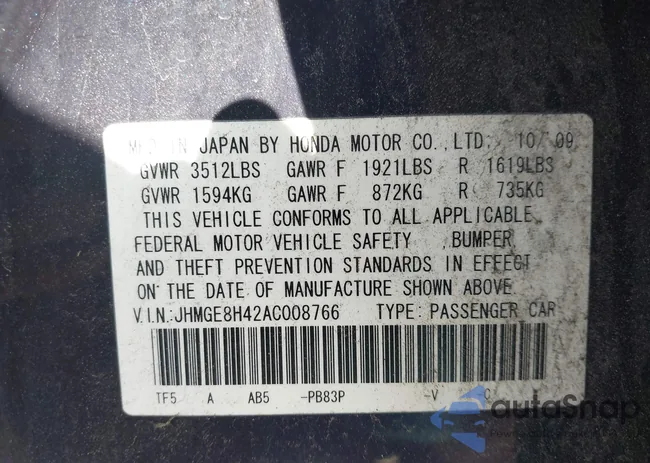 MFD IN JAPAN BY HONDA MOTOR CO.,LTD. 10/09
GVWR 3512LBS GAWR F 1921LBS R 1619LBS
GVWR 1594KG GAWR F 872KG R 735KG
THIS VEHICLE CONFORMS TO ALL APPLICABLE
FEDERAL MOTOR VEHICLE SAFETY ,BUMPER,
AND THEFT PREVENTION STANDARDS IN EFFECT
ON THE DATE OF MANUFACTURE SHOWN ABOVE
V.I.N:JHMGE8H42AC008766 TYPE: PASSENGER CAR
TF5 A AB5 -PB83P -V C
autoSnap